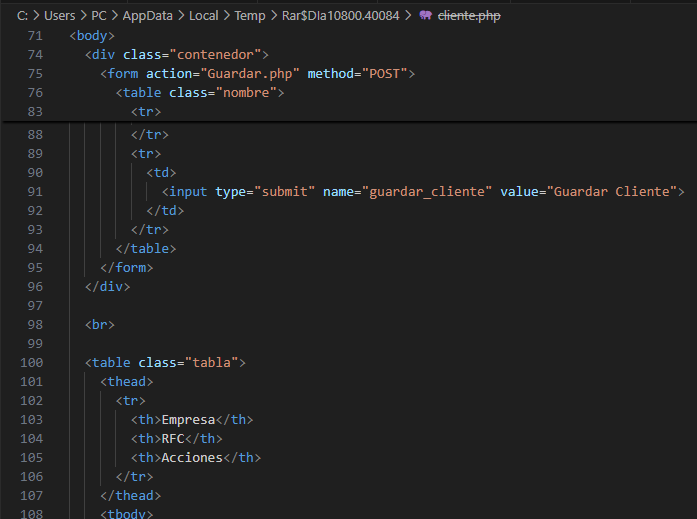 C: > Users > PC > AppData > Local > Temp > Rar$DIa10800.40084 > cliente.php
71 <body>
74 <div class="contenedor">
75 <form action="Guardar.php" method="POST">
76 <table class="nombre">
83 <tr>
88 </tr>
89 <tr>
90 <td>
91 <input type="submit" name="guardar_cliente" value="Guardar Cliente">
92 </td>
93 </tr>
94 </table>
95 </form>
96 </div>
97
98 <br>
99
100 <table class="tabla">
101 <thead>
102 <tr>
103 <th>Empresa</th>
104 <th>RFC</th>
105 <th>Acciones</th>
106 </tr>
107 </thead>
108 <tbody>